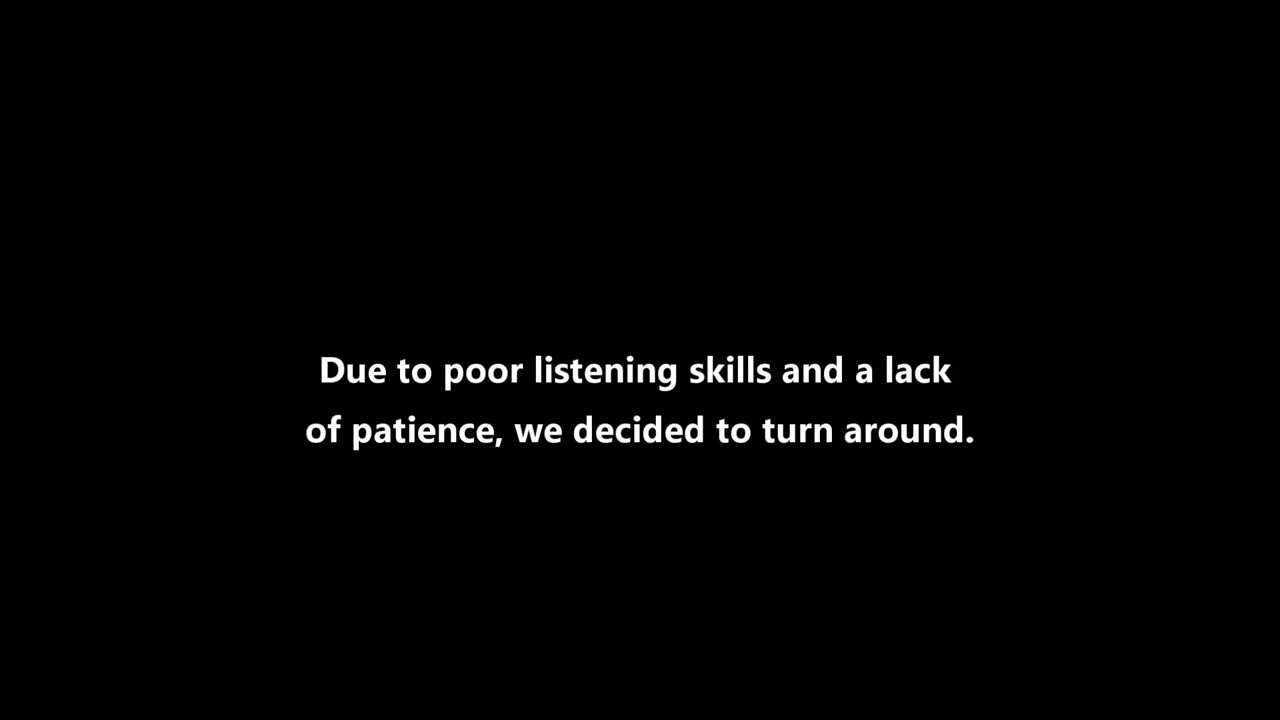 Due to poor listening skills and a lack
of patience, we decided to turn around.